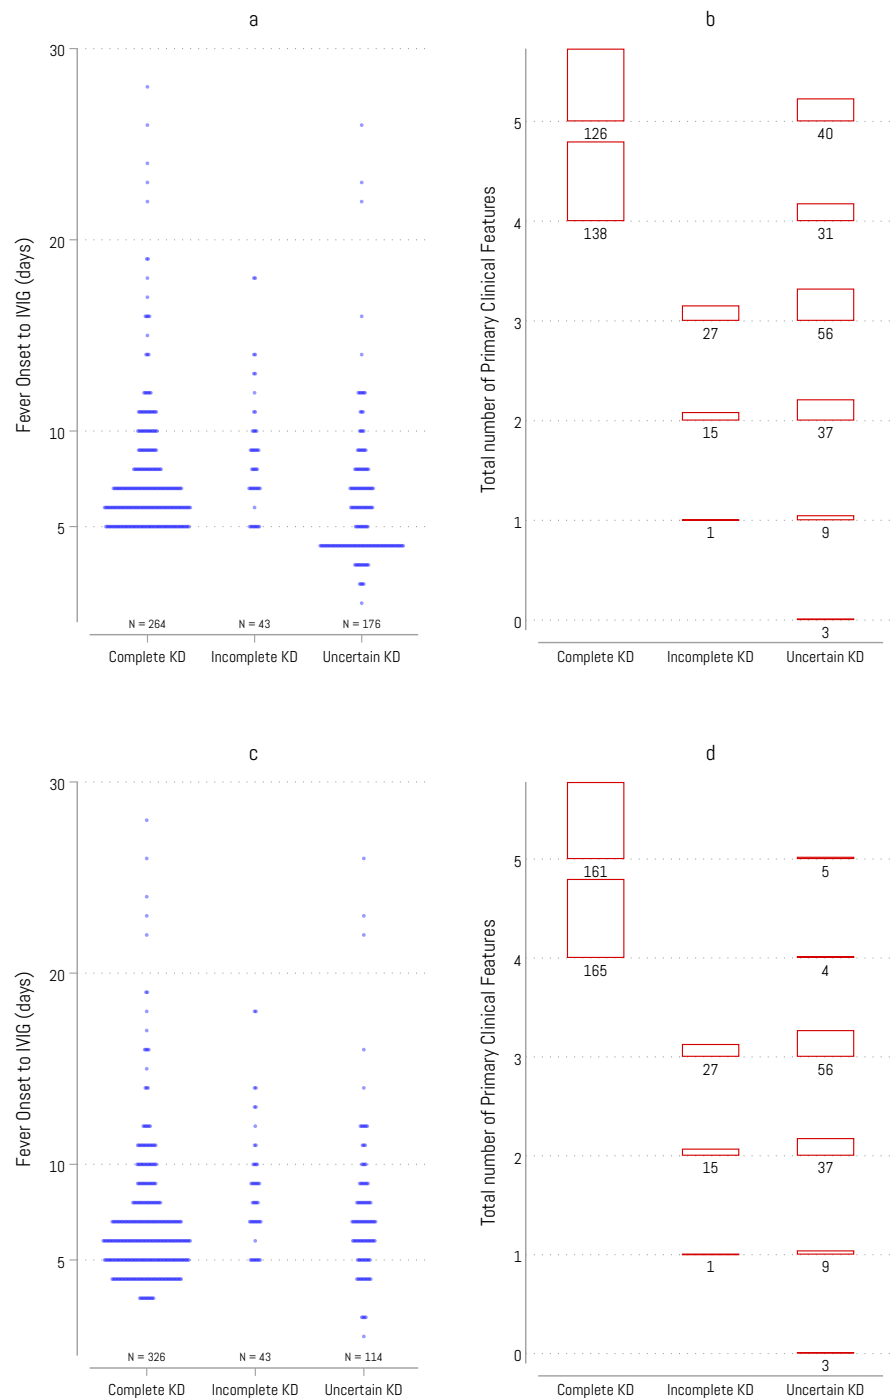 a
30
20
10
5
Fever Onset to IVIG (days)
N = 264
N = 43
N = 176
Complete KD
Incomplete KD
Uncertain KD
b
Total number of Primary Clinical Features
5
126
40
4
138
31
3
27
56
2
15
37
1
1
9
0
3
Complete KD
Incomplete KD
Uncertain KD
c
30
20
10
5
Fever Onset to IVIG (days)
N = 326
N = 43
N = 114
Complete KD
Incomplete KD
Uncertain KD
d
Total number of Primary Clinical Features
5
161
5
4
165
4
3
27
56
2
15
37
1
1
9
0
3
Complete KD
Incomplete KD
Uncertain KD